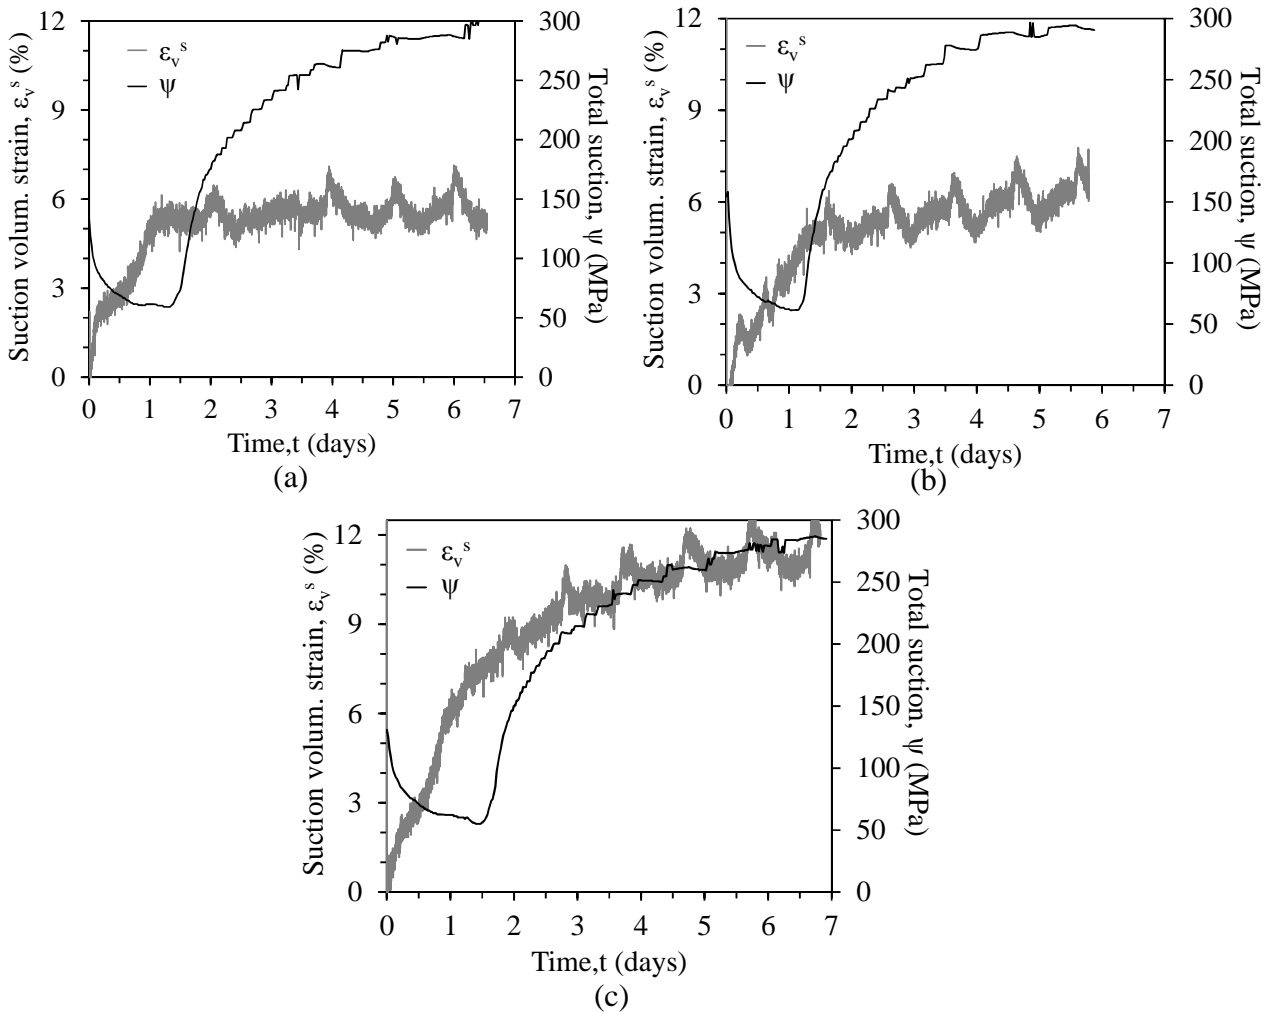 Suction volum. strain, εᵥˢ (%)
12
9
6
3
0
εᵥˢ
ψ
300
250
200
150
100
50
0
Total suction, ψ (MPa)
0 1 2 3 4 5 6 7
Time,t (days)
(a)
Suction volum. strain, εᵥˢ (%)
12
9
6
3
0
εᵥˢ
ψ
300
250
200
150
100
50
0
Total suction, ψ (MPa)
0 1 2 3 4 5 6 7
Time,t (days)
(b)
Suction volum. strain, εᵥˢ (%)
12
9
6
3
0
εᵥˢ
ψ
300
250
200
150
100
50
0
Total suction, ψ (MPa)
0 1 2 3 4 5 6 7
Time,t (days)
(c)